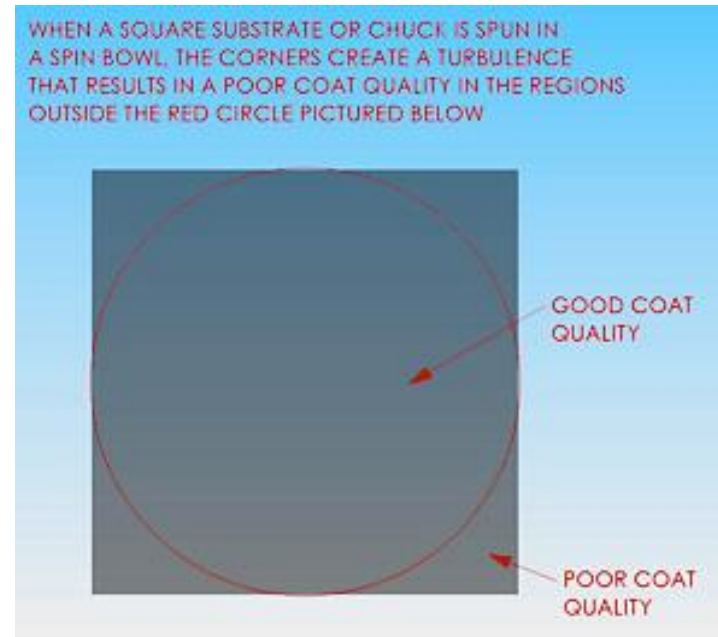 WHEN A SQUARE SUBSTRATE OR CHUCK IS SPUN IN
A SPIN BOWL, THE CORNERS CREATE A TURBULENCE
THAT RESULTS IN A POOR COAT QUALITY IN THE REGIONS
OUTSIDE THE RED CIRCLE PICTURED BELOW
GOOD COAT
QUALITY
POOR COAT
QUALITY